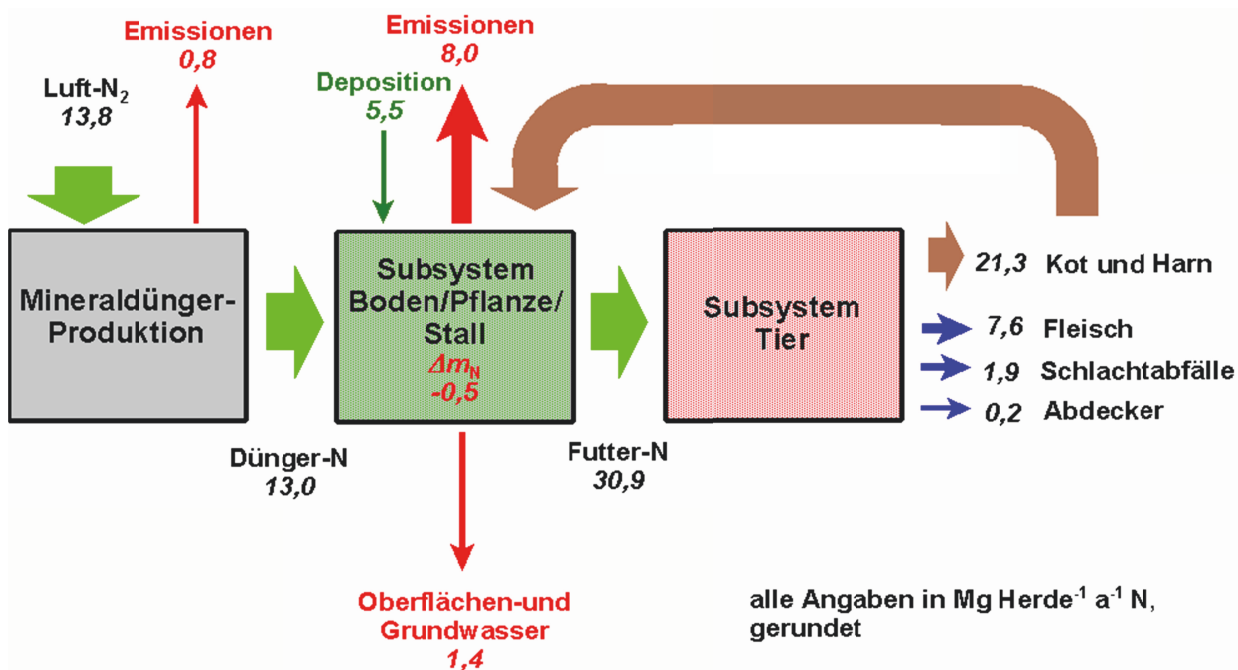 Emissionen
0,8
Luft-N₂
13,8
Deposition
5,5
Emissionen
8,0
Mineraldünger-
Produktion
Subsystem
Boden/Pflanze/
Stall
Δm_N
-0,5
Subsystem
Tier
21,3 Kot und Harn
7,6 Fleisch
1,9 Schlachtabfälle
0,2 Abdecker
Dünger-N
13,0
Futter-N
30,9
Oberflächen-und
Grundwasser
1,4
alle Angaben in Mg Herde⁻¹ a⁻¹ N,
gerundet